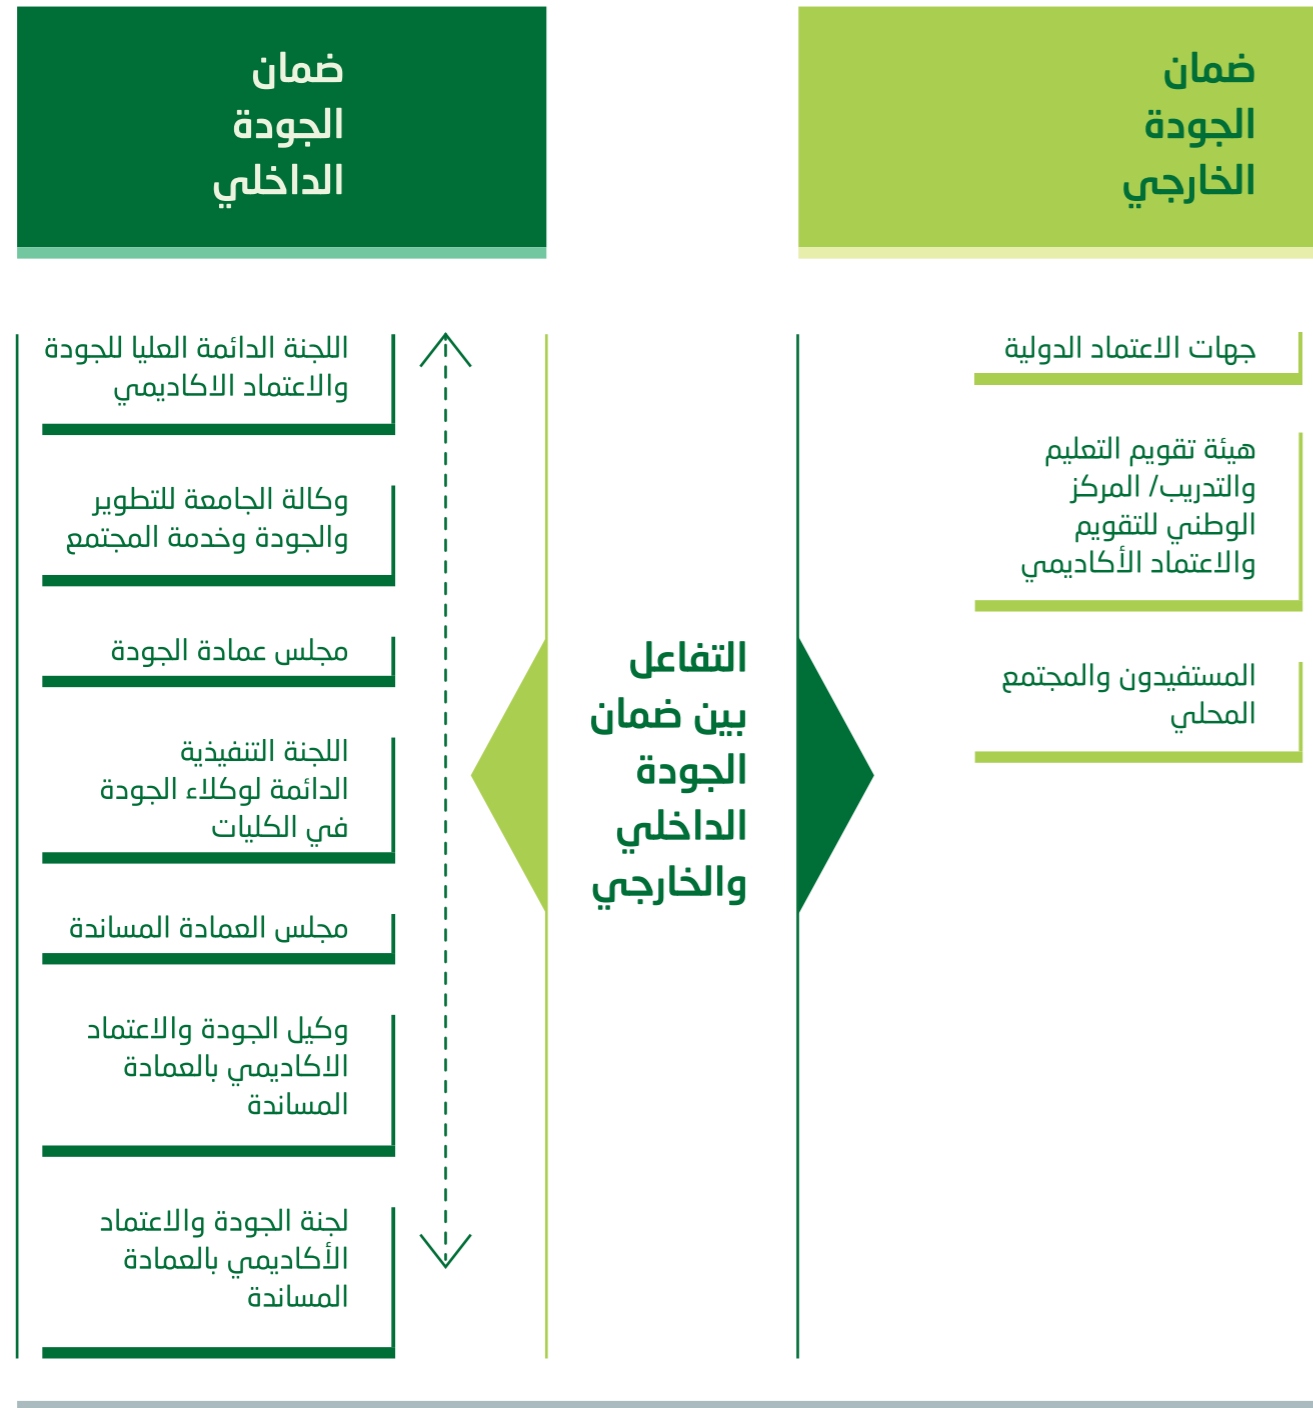 ضمان
الجودة
الخارجي
ضمان
الجودة
الداخلي
جهات الاعتماد الدولية
هيئة تقويم التعليم
والتدريب/ المركز
الوطني للتقويم
والاعتماد الأكاديمي
المستفيدون والمجتمع
المحلي
التفاعل
بين ضمان
الجودة
الداخلي
والخارجي
اللجنة الدائمة العليا للجودة
والاعتماد الاكاديمي
وكالة الجامعة للتطوير
والجودة وخدمة المجتمع
مجلس عمادة الجودة
اللجنة التنفيذية
الدائمة لوكلاء الجودة
في الكليات
مجلس العمادة المساندة
وكيل الجودة والاعتماد
الاكاديمي بالعمادة
المساندة
لجنة الجودة والاعتماد
الأكاديمي بالعمادة
المساندة